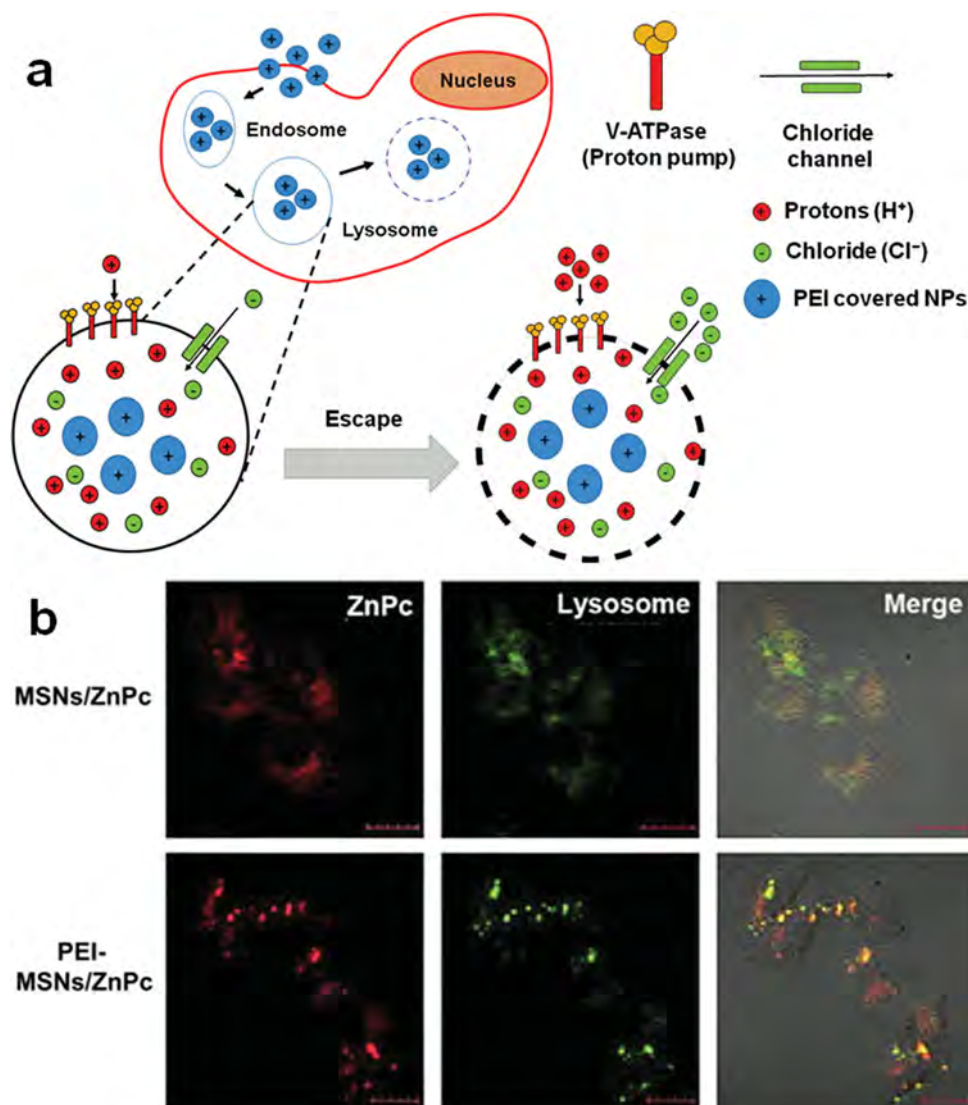 a
Nucleus
Endosome
Lysosome
V-ATPase
(Proton pump)
Chloride
channel
Protons (H⁺)
Chloride (Cl⁻)
PEI covered NPs
Escape
b
ZnPc
Lysosome
Merge
MSNs/ZnPc
PEI-
MSNs/ZnPc